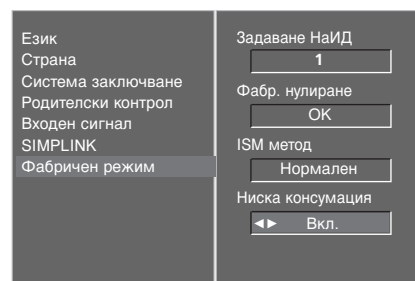 Език
Страна
Система заключване
Родителски контрол
Входен сигнал
SIMPLINK
Фабричен режим
Задаване НаИД
1
Фабр. нулиране
OK
ISM метод
Нормален
Ниска консумация
◄► Вкл.